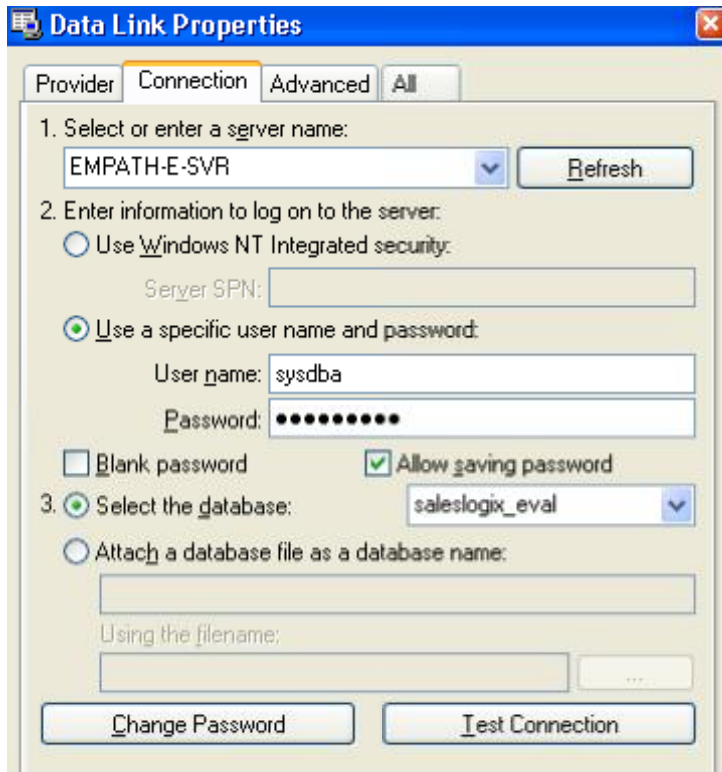 Data Link Properties
Provider Connection Advanced All
1. Select or enter a server name:
EMPATH-E-SVR Refresh
2. Enter information to log on to the server:
Use Windows NT Integrated security:
Server SPN:
Use a specific user name and password:
User name: sysdba
Password: •••••••••
Blank password Allow saving password
3. Select the database: saleslogix_eval
Attach a database file as a database name:
Using the filename:
...
Change Password Test Connection